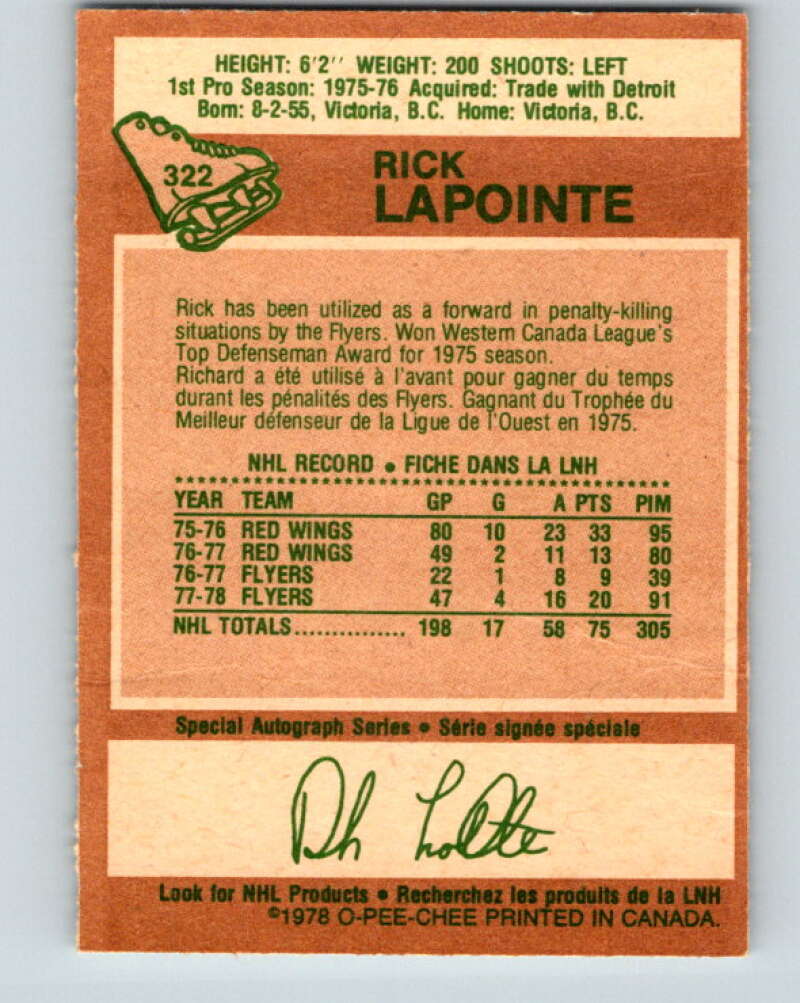 HEIGHT: 6'2'' WEIGHT: 200 SHOOTS: LEFT
1st Pro Season: 1975-76 Acquired: Trade with Detroit
Born: 8-2-55, Victoria, B.C. Home: Victoria, B.C.
322
RICK
LAPOINTE
Rick has been utilized as a forward in penalty-killing
situations by the Flyers. Won Western Canada League's
Top Defenseman Award for 1975 season.
Richard a été utilisé à l'avant pour gagner du temps
durant les pénalités des Flyers. Gagnant du Trophée du
Meilleur défenseur de la Ligue de l'Ouest en 1975.
NHL RECORD • FICHE DANS LA LNH
YEAR TEAM GP G A PTS PIM
75-76 RED WINGS 80 10 23 33 95
76-77 RED WINGS 49 2 11 13 80
76-77 FLYERS 22 1 8 9 39
77-78 FLYERS 47 4 16 20 91
NHL TOTALS............... 198 17 58 75 305
Special Autograph Series • Série signée spéciale
Look for NHL Products • Recherchez les produits de la LNH
©1978 O-PEE-CHEE PRINTED IN CANADA.